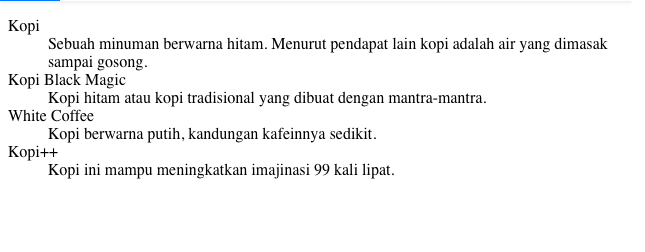 Kopi
Sebuah minuman berwarna hitam. Menurut pendapat lain kopi adalah air yang dimasak
sampai gosong.
Kopi Black Magic
Kopi hitam atau kopi tradisional yang dibuat dengan mantra-mantra.
White Coffee
Kopi berwarna putih, kandungan kafeinnya sedikit.
Kopi++
Kopi ini mampu meningkatkan imajinasi 99 kali lipat.